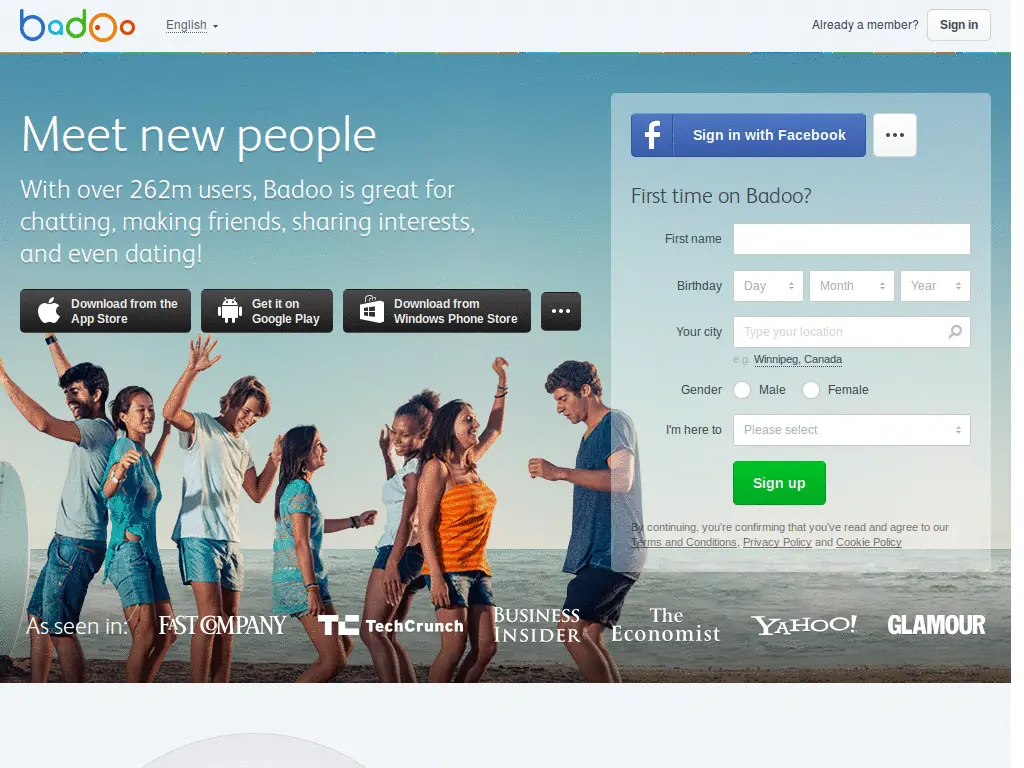 badoo
English
Already a member?
Sign in
Meet new people
With over 262m users, Badoo is great for
chatting, making friends, sharing interests,
and even dating!
Download from the
App Store
Get it on
Google Play
Download from
Windows Phone Store
Sign in with Facebook
First time on Badoo?
First name
Birthday
Day
Month
Year
Your city
Type your location
e.g. Winnipeg, Canada
Gender
Male
Female
I'm here to
Please select
Sign up
By continuing, you're confirming that you've read and agree to our
Terms and Conditions, Privacy Policy and Cookie Policy
As seen in:
FAST COMPANY
TC TechCrunch
BUSINESS
INSIDER
The
Economist
YAHOO!
GLAMOUR